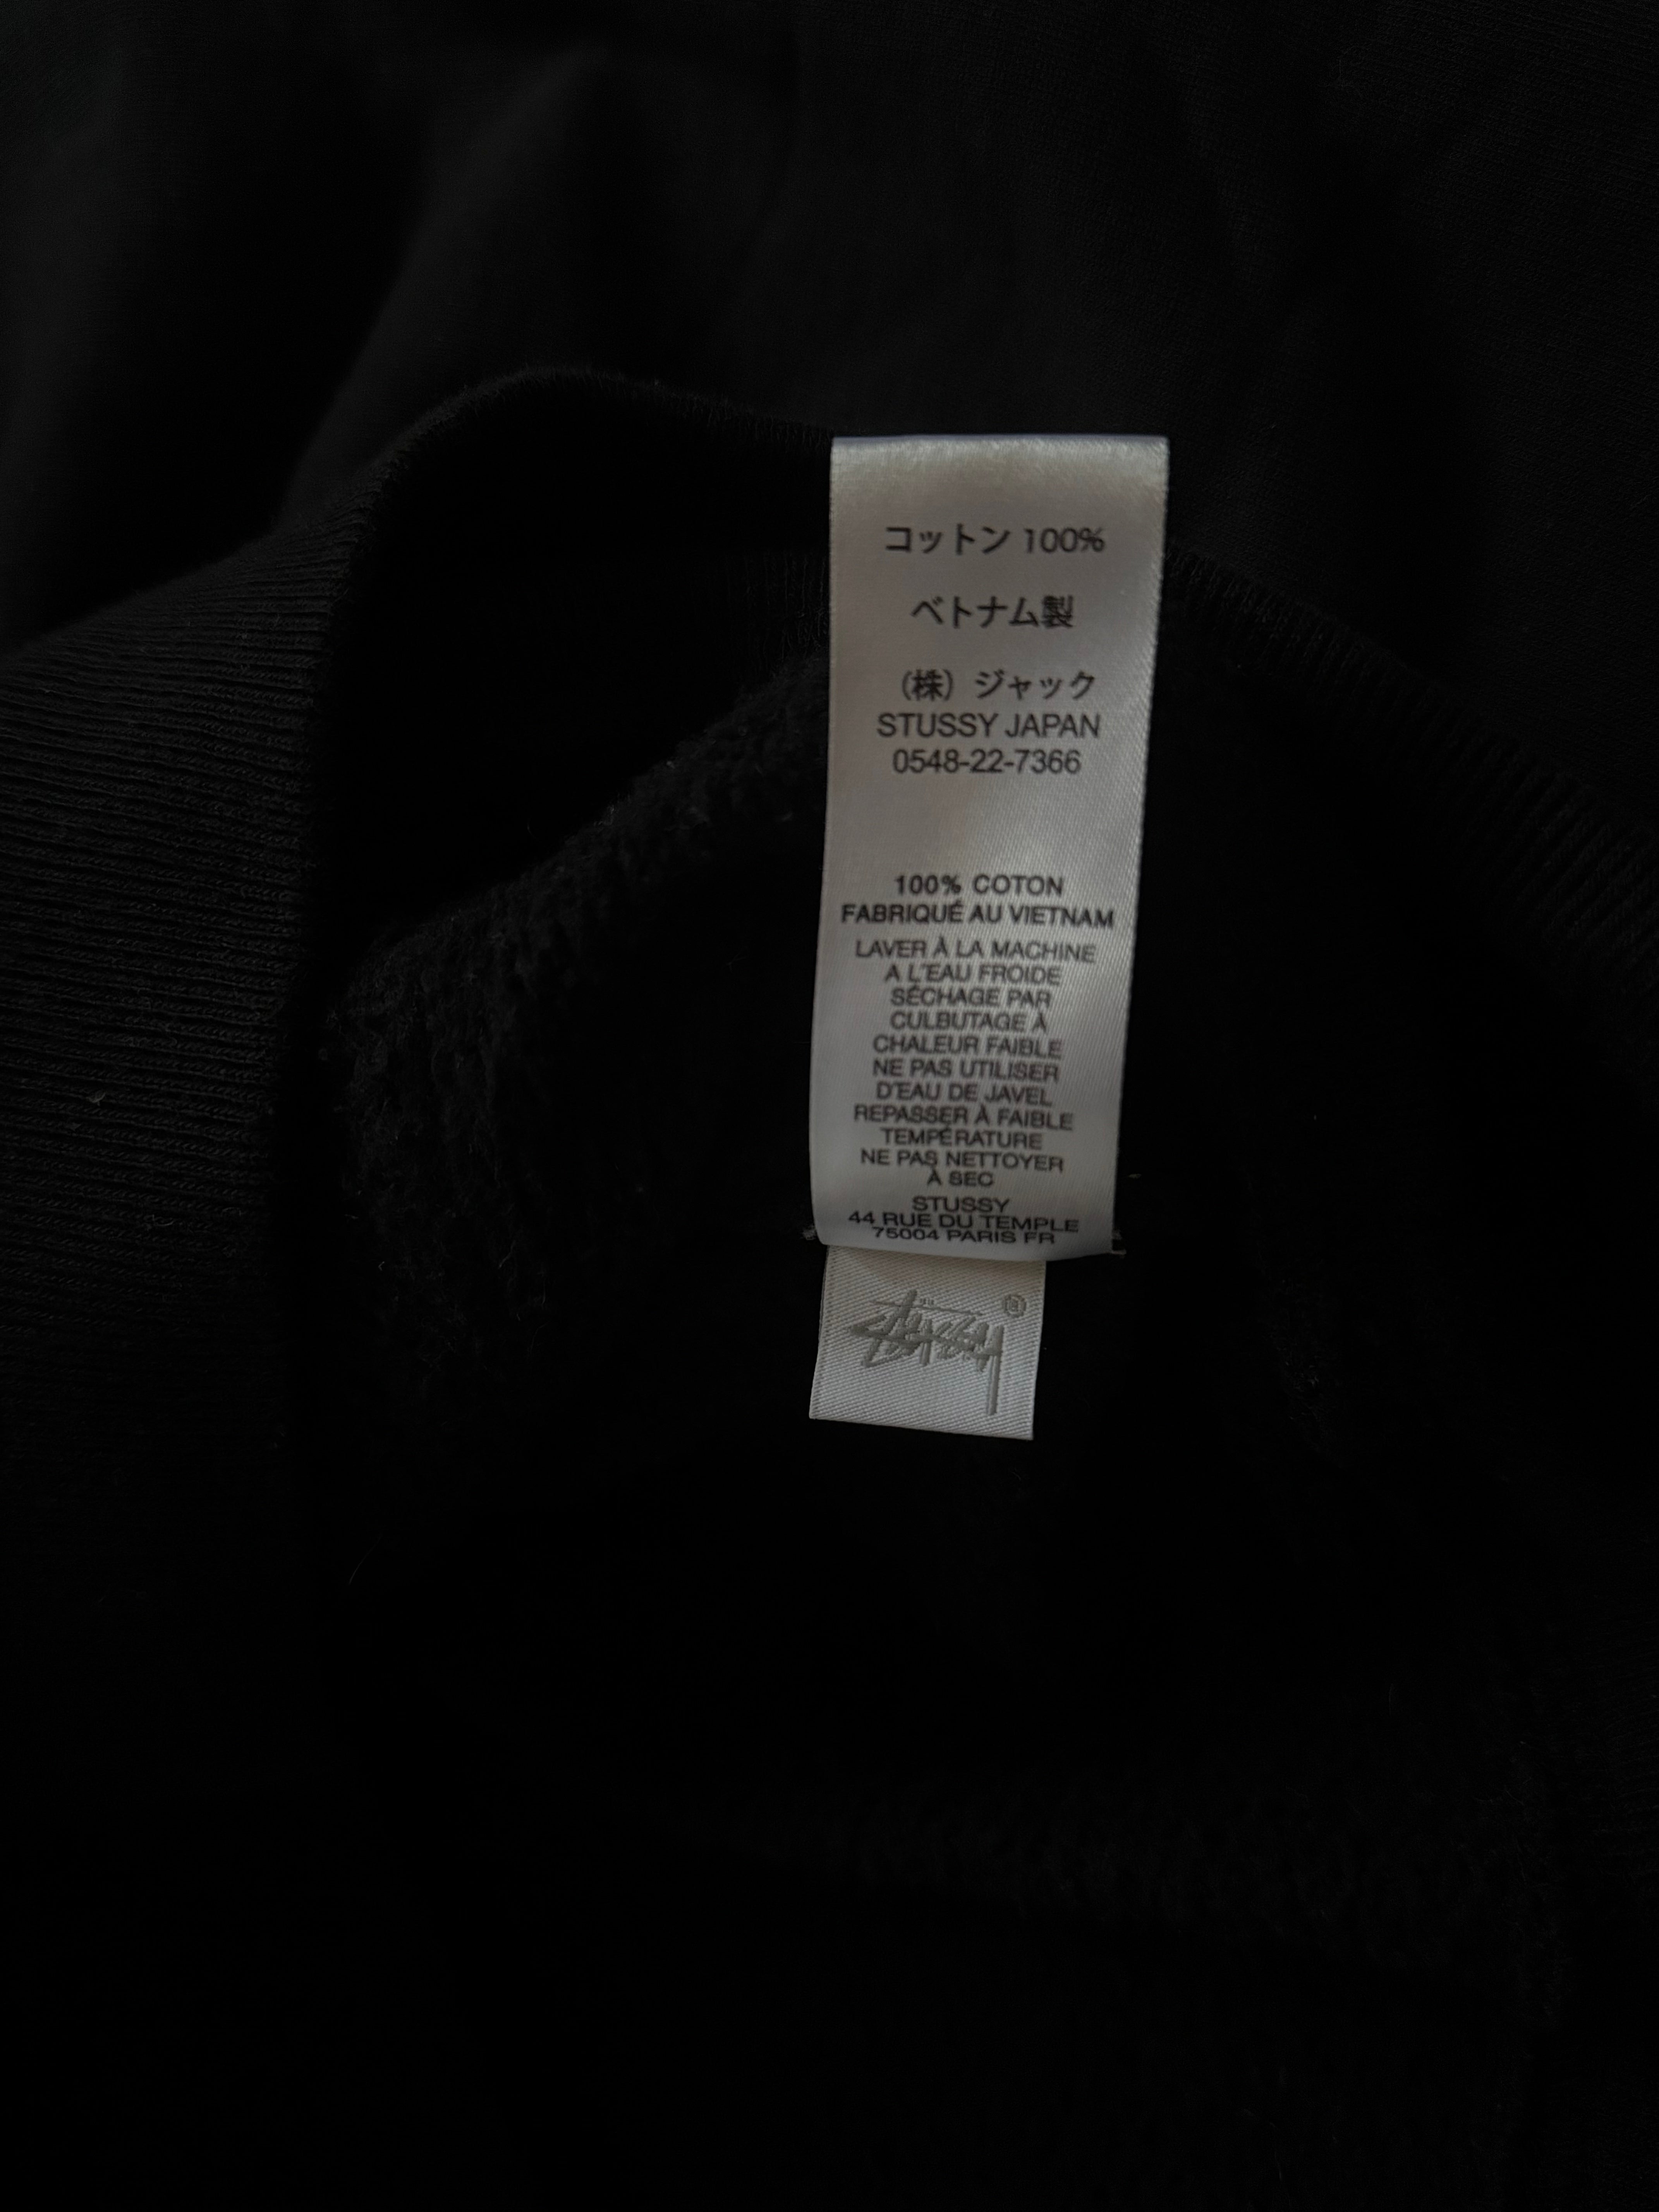 コットン 100%
ベトナム製
（株）ジャック
STUSSY JAPAN
0548-22-7366
100% COTON
FABRIQUÉ AU VIETNAM
LAVER À LA MACHINE
A L'EAU FROIDE
SÉCHAGE PAR
CULBUTAGE À
CHALEUR FAIBLE
NE PAS UTILISER
D'EAU DE JAVEL
REPASSER À FAIBLE
TEMPÉRATURE
NE PAS NETTOYER
À SEC
STUSSY
44 RUE DU TEMPLE
75004 PARIS FR
Stüssy ®